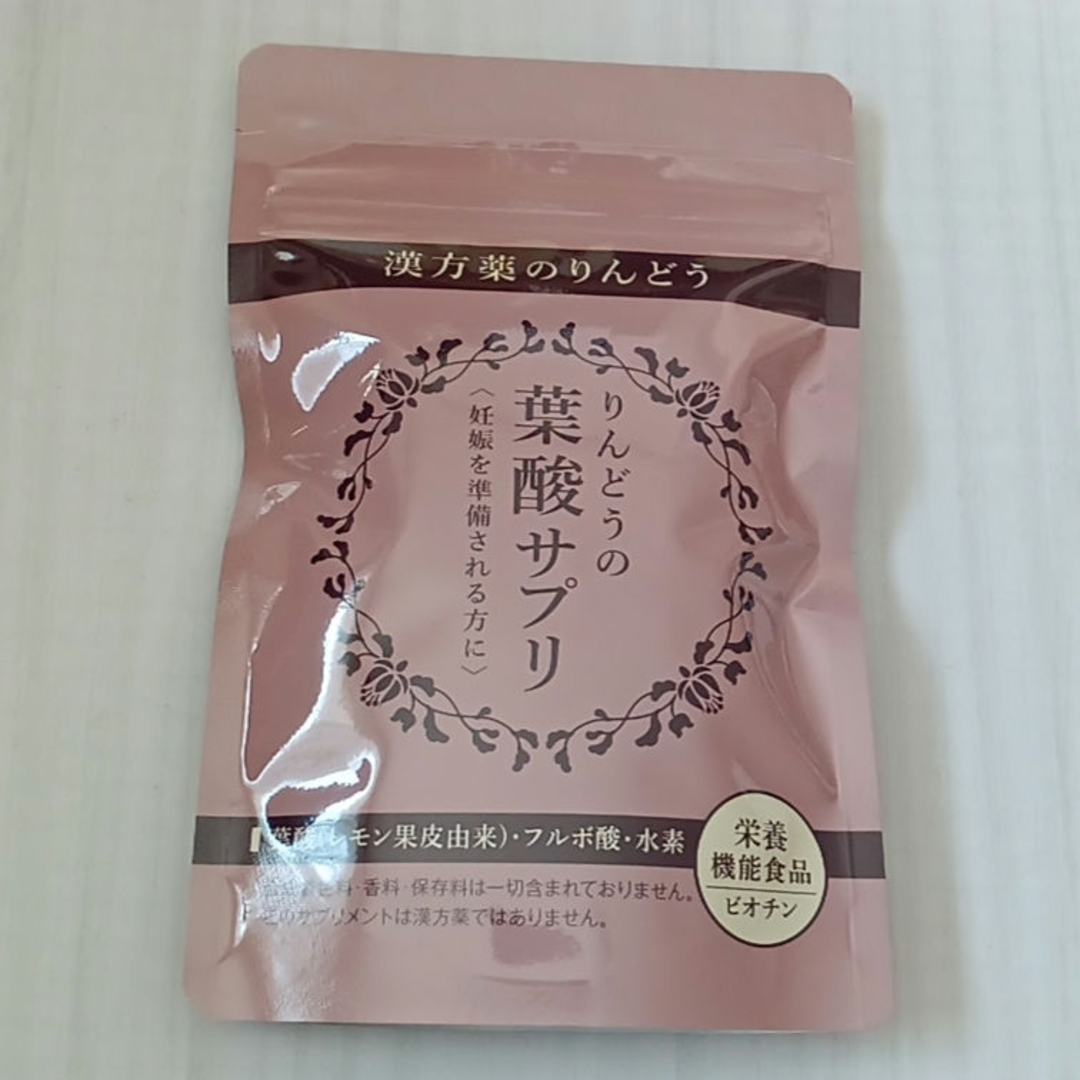 漢方薬のりんどう
りんどうの
葉酸サプリ
〈妊娠を準備される方に〉
葉酸(レモン果皮由来)・フルボ酸・水素
栄養
機能食品
ビオチン
料・香料・保存料は一切含まれておりません。
このサプリメントは漢方薬ではありません。